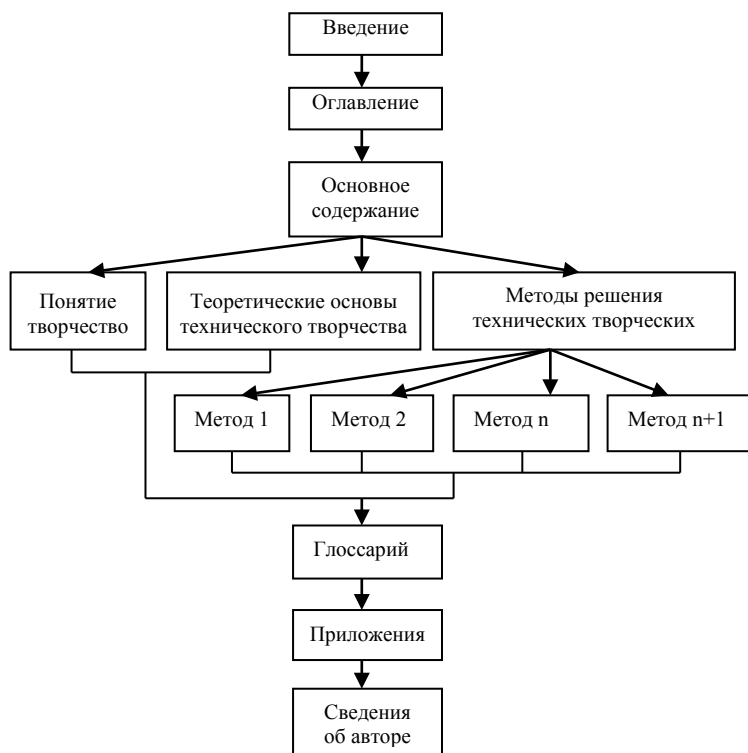 Введение
Оглавление
Основное
содержание
Понятие
творчество
Теоретические основы
технического творчества
Методы решения
технических творческих
Метод 1
Метод 2
Метод n
Метод n+1
Глоссарий
Приложения
Сведения
об авторе